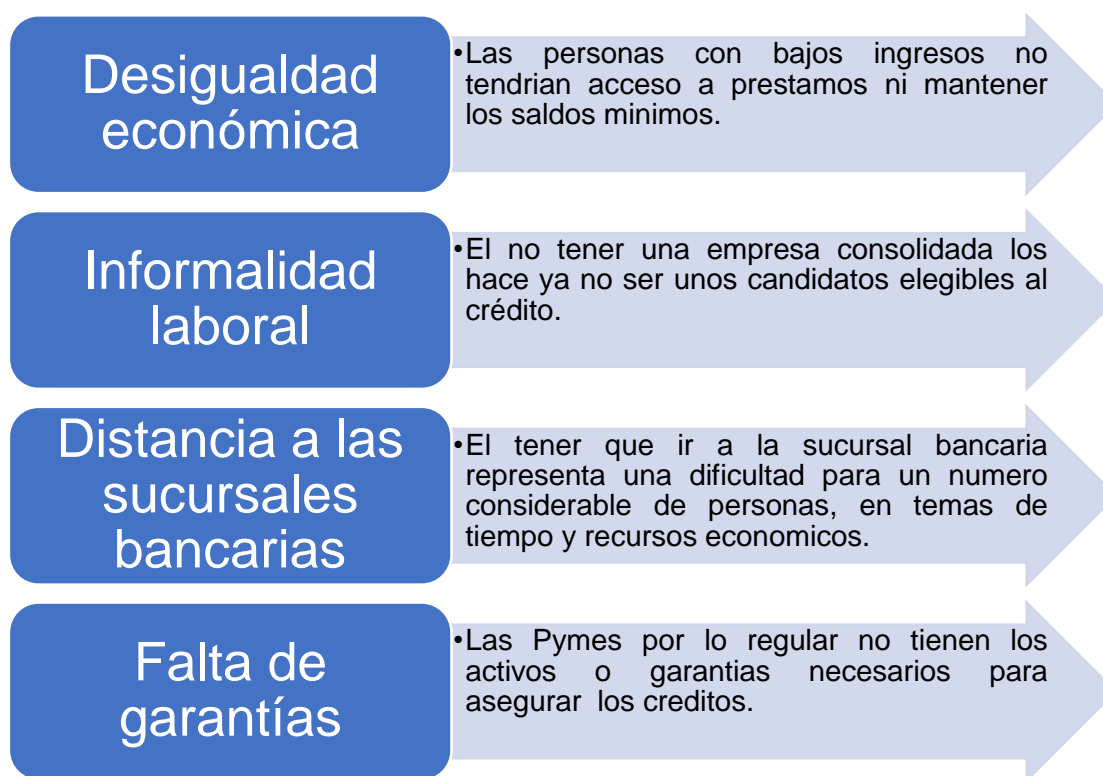 Desigualdad
económica
•Las personas con bajos ingresos no
tendrian acceso a prestamos ni mantener
los saldos minimos.
Informalidad
laboral
•El no tener una empresa consolidada los
hace ya no ser unos candidatos elegibles al
crédito.
Distancia a las
sucursales
bancarias
•El tener que ir a la sucursal bancaria
representa una dificultad para un numero
considerable de personas, en temas de
tiempo y recursos economicos.
Falta de
garantías
•Las Pymes por lo regular no tienen los
activos o garantias necesarios para
asegurar los creditos.